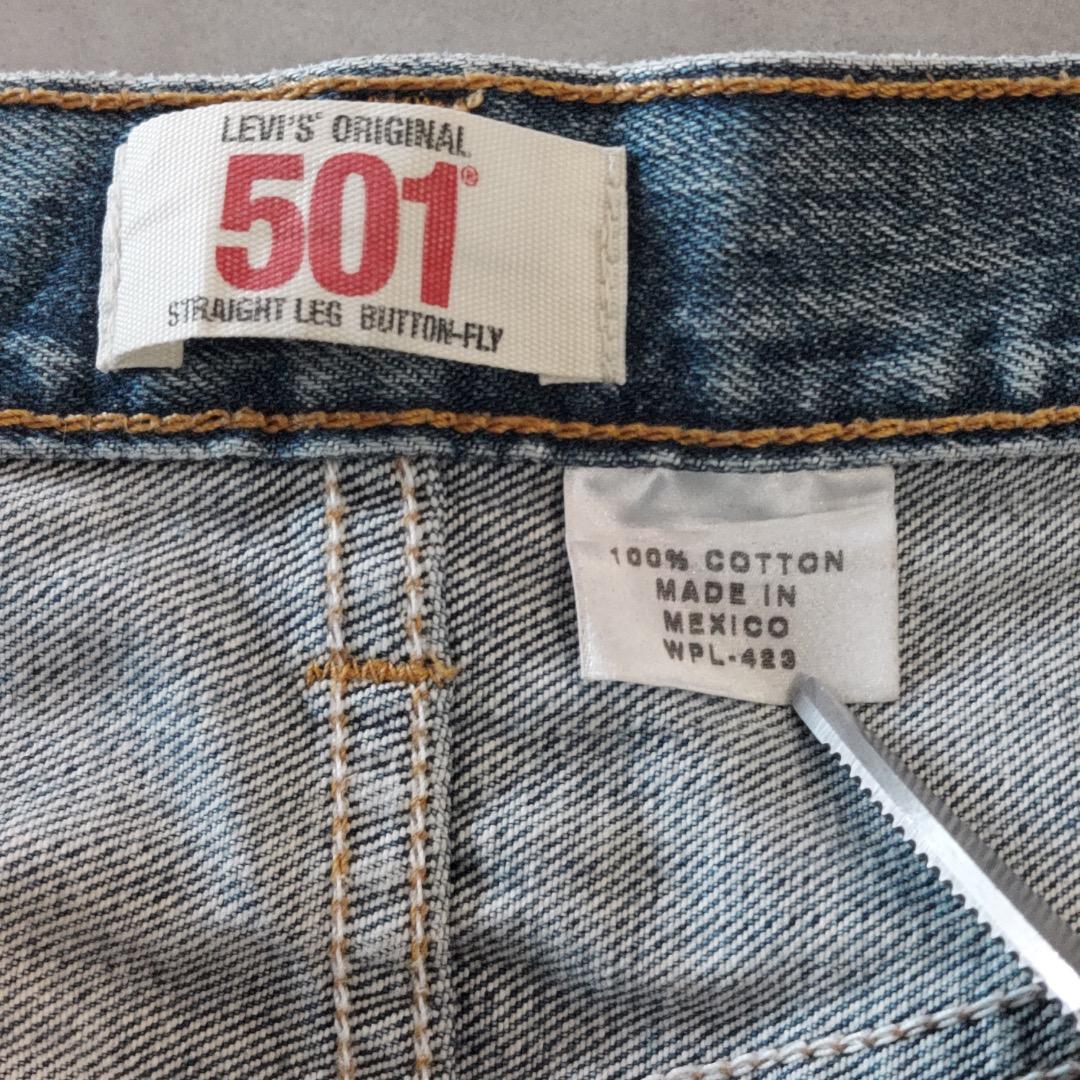 LEVI'S® ORIGINAL
501®
STRAIGHT LEG BUTTON-FLY
100% COTTON
MADE IN
MEXICO
WPL-423